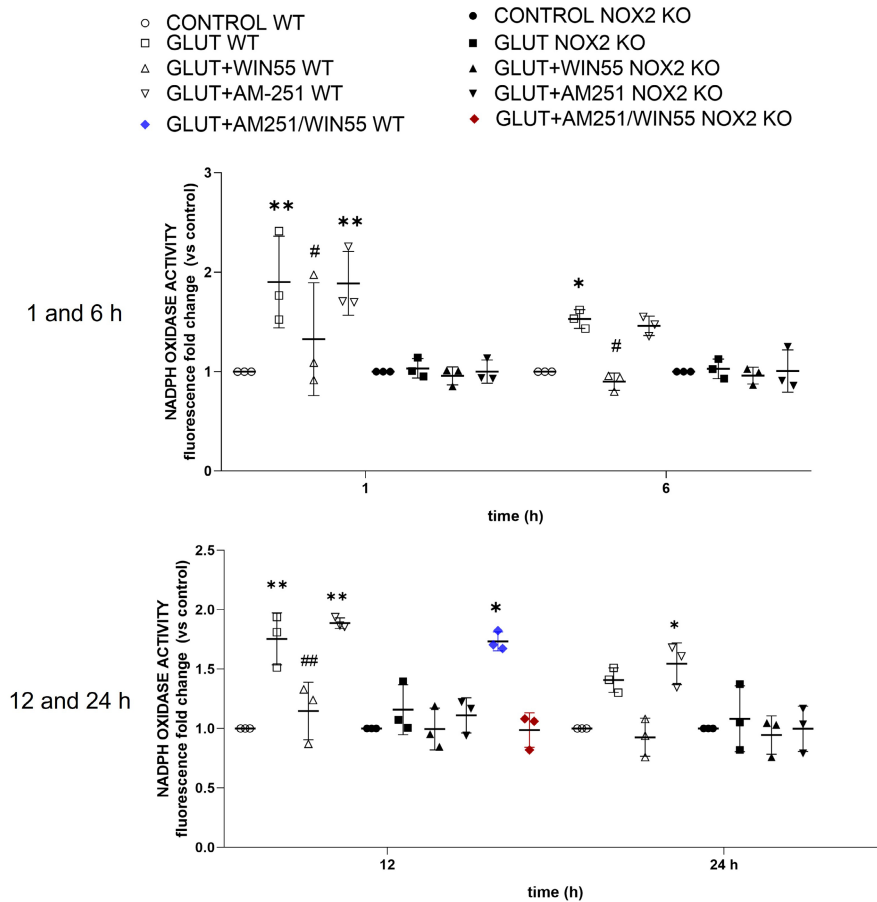 CONTROL WT
GLUT WT
GLUT+WIN55 WT
GLUT+AM-251 WT
GLUT+AM251/WIN55 WT
CONTROL NOX2 KO
GLUT NOX2 KO
GLUT+WIN55 NOX2 KO
GLUT+AM251 NOX2 KO
GLUT+AM251/WIN55 NOX2 KO
1 and 6 h
NADPH OXIDASE ACTIVITY
fluorescence fold change (vs control)
3
2
1
0
** # ** * #
1 6
time (h)
12 and 24 h
NADPH OXIDASE ACTIVITY
fluorescence fold change (vs control)
2.5
2.0
1.5
1.0
0.5
0.0
** ## ** * *
12 24 h
time (h)